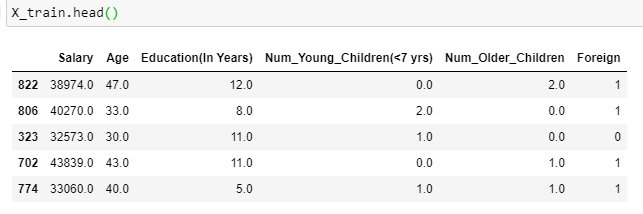 X_train.head()
Salary Age Education(In Years) Num_Young_Children(<7 yrs) Num_Older_Children Foreign
822 38974.0 47.0 12.0 0.0 2.0 1
806 40270.0 33.0 8.0 2.0 0.0 1
323 32573.0 30.0 11.0 1.0 0.0 0
702 43839.0 43.0 11.0 0.0 1.0 1
774 33060.0 40.0 5.0 1.0 1.0 1